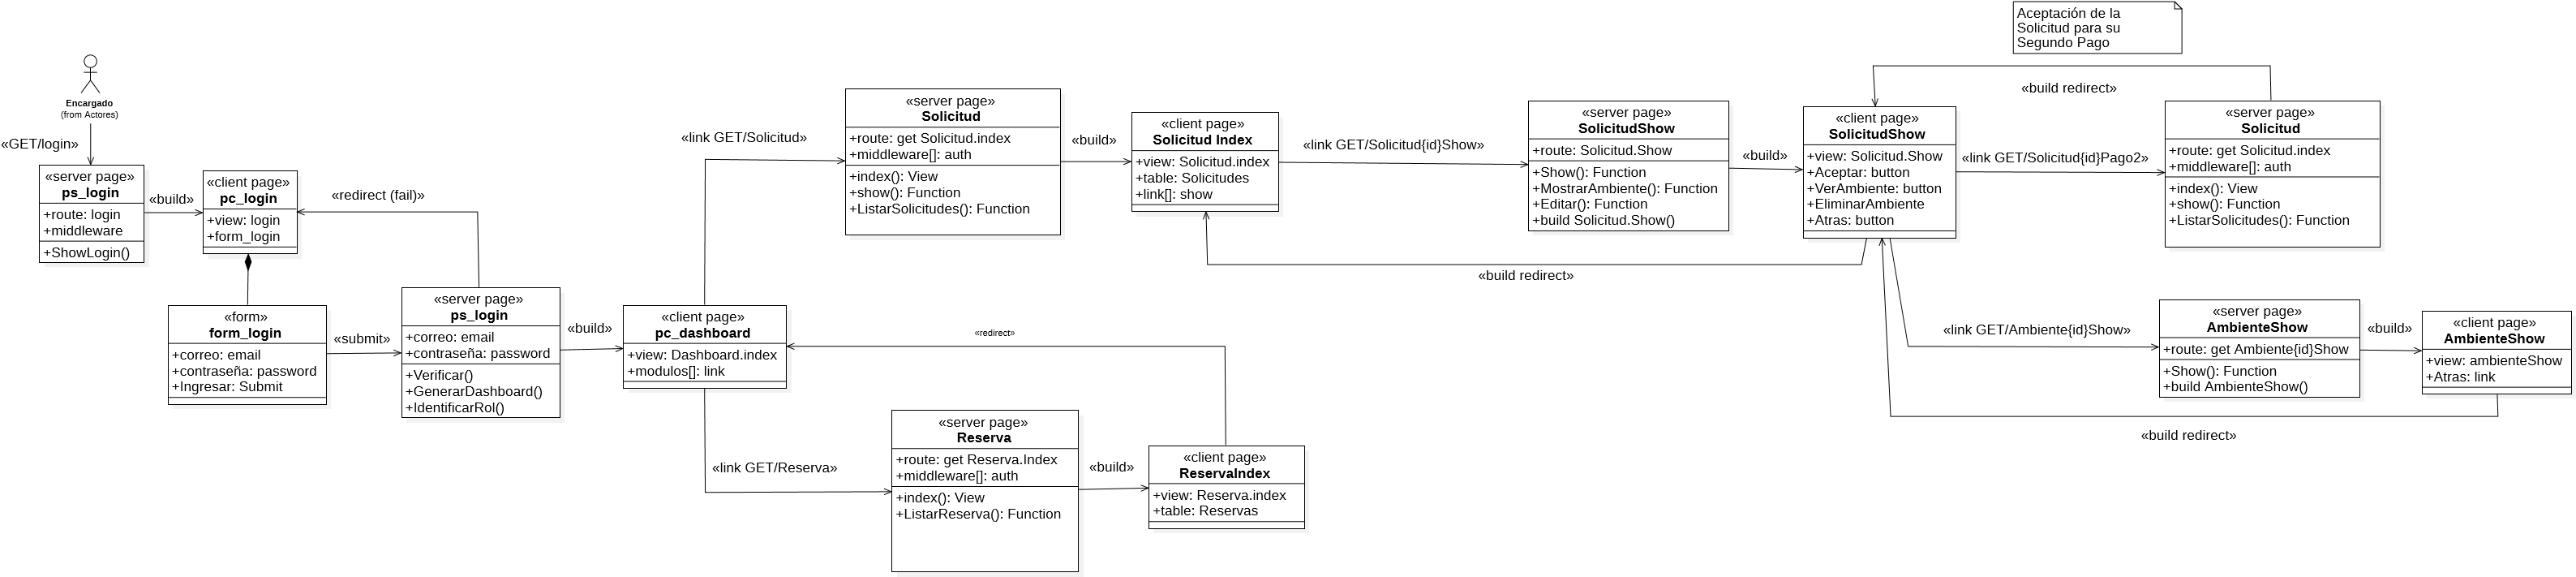 Encargado
(from Actores)
«GET/login»
«server page»
ps_login
+route: login
+middleware
+ShowLogin()
«build»
«client page»
pc_login
+view: login
+form_login
«redirect (fail)»
«form»
form_login
+correo: email
+contraseña: password
+Ingresar: Submit
«submit»
«server page»
ps_login
+correo: email
+contraseña: password
+Verificar()
+GenerarDashboard()
+IdentificarRol()
«build»
«client page»
pc_dashboard
+view: Dashboard.index
+modulos[]: link
«link GET/Solicitud»
«server page»
Solicitud
+route: get Solicitud.index
+middleware[]: auth
+index(): View
+show(): Function
+ListarSolicitudes(): Function
«build»
«client page»
Solicitud Index
+view: Solicitud.index
+table: Solicitudes
+link[]: show
«link GET/Solicitud{id}Show»
«server page»
SolicitudShow
+route: Solicitud.Show
+Show(): Function
+MostrarAmbiente(): Function
+Editar(): Function
+build Solicitud.Show()
«build»
«client page»
SolicitudShow
+view: Solicitud.Show
+Aceptar: button
+VerAmbiente: button
+EliminarAmbiente
+Atras: button
«build redirect»
Aceptación de la
Solicitud para su
Segundo Pago
«build redirect»
«link GET/Solicitud{id}Pago2»
«server page»
Solicitud
+route: get Solicitud.index
+middleware[]: auth
+index(): View
+show(): Function
+ListarSolicitudes(): Function
«link GET/Ambiente{id}Show»
«server page»
AmbienteShow
+route: get Ambiente{id}Show
+Show(): Function
+build AmbienteShow()
«build»
«client page»
AmbienteShow
+view: ambienteShow
+Atras: link
«build redirect»
«redirect»
«link GET/Reserva»
«server page»
Reserva
+route: get Reserva.Index
+middleware[]: auth
+index(): View
+ListarReserva(): Function
«build»
«client page»
ReservaIndex
+view: Reserva.index
+table: Reservas